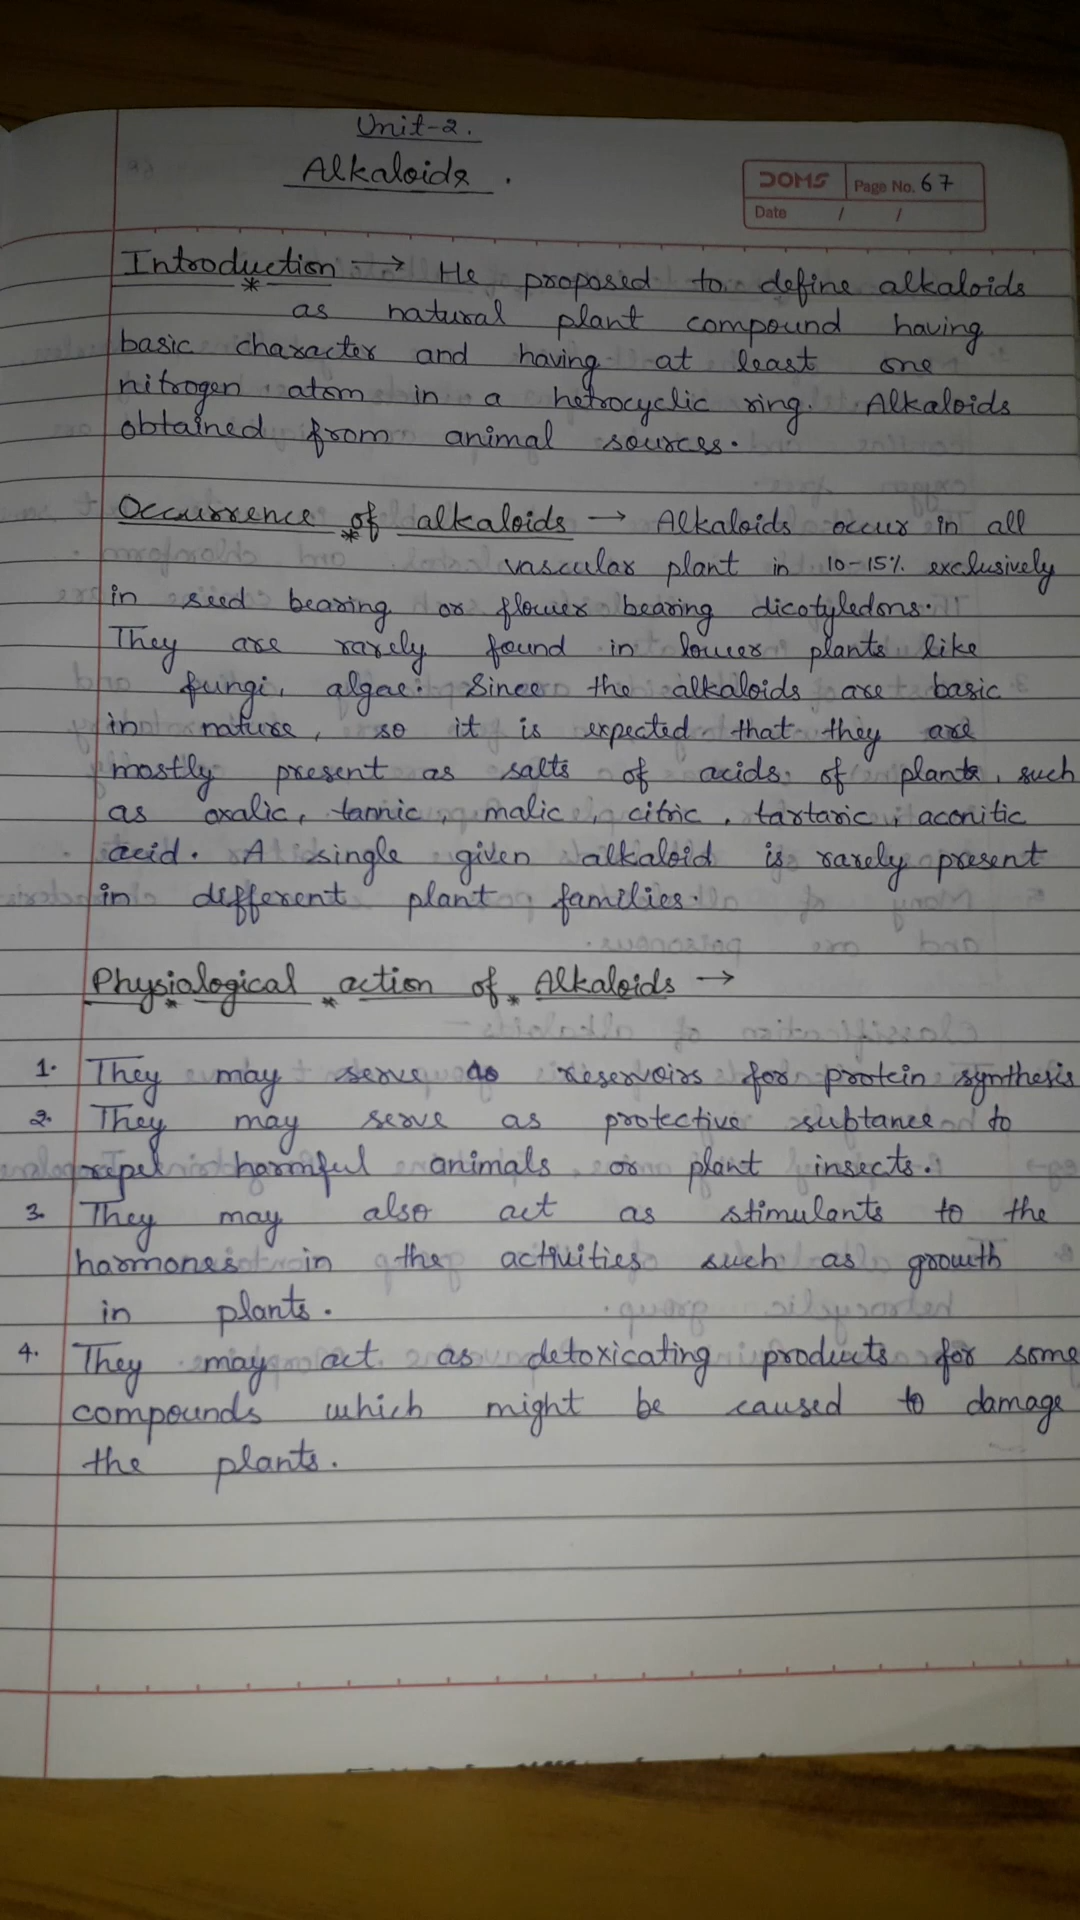 Unit-2.
Alkaloids.
DOMS Page No. 67
Date / /
Introduction → He proposed to define alkaloids
as natural plant compound having
basic character and having at least one
nitrogen atom in a hetrocyclic ring. Alkaloids
obtained from animal sources.
Occurrence of alkaloids → Alkaloids occur in all
vascular plant in 10-15% exclusively
in seed bearing or flower bearing dicotyledons.
They are rarely found in lower plants like
fungi, algae. Since the alkaloids are basic
in nature, so it is expected that they are
mostly present as salts of acids of plants, such
as oxalic, tannic, malic, citric, tartaric, aconitic
acid. A single given alkaloid is rarely present
in different plant families.
Physialogical action of Alkaloids →
1. They may serve as reservoirs for protein synthesis
2. They may serve as protective subtance to
repel harmful animals or plant insects.
3. They may also act as stimulants to the
harmones in the activities such as growth
in plants.
4. They may act as detoxicating products for some
compounds which might be caused to damage
the plants.